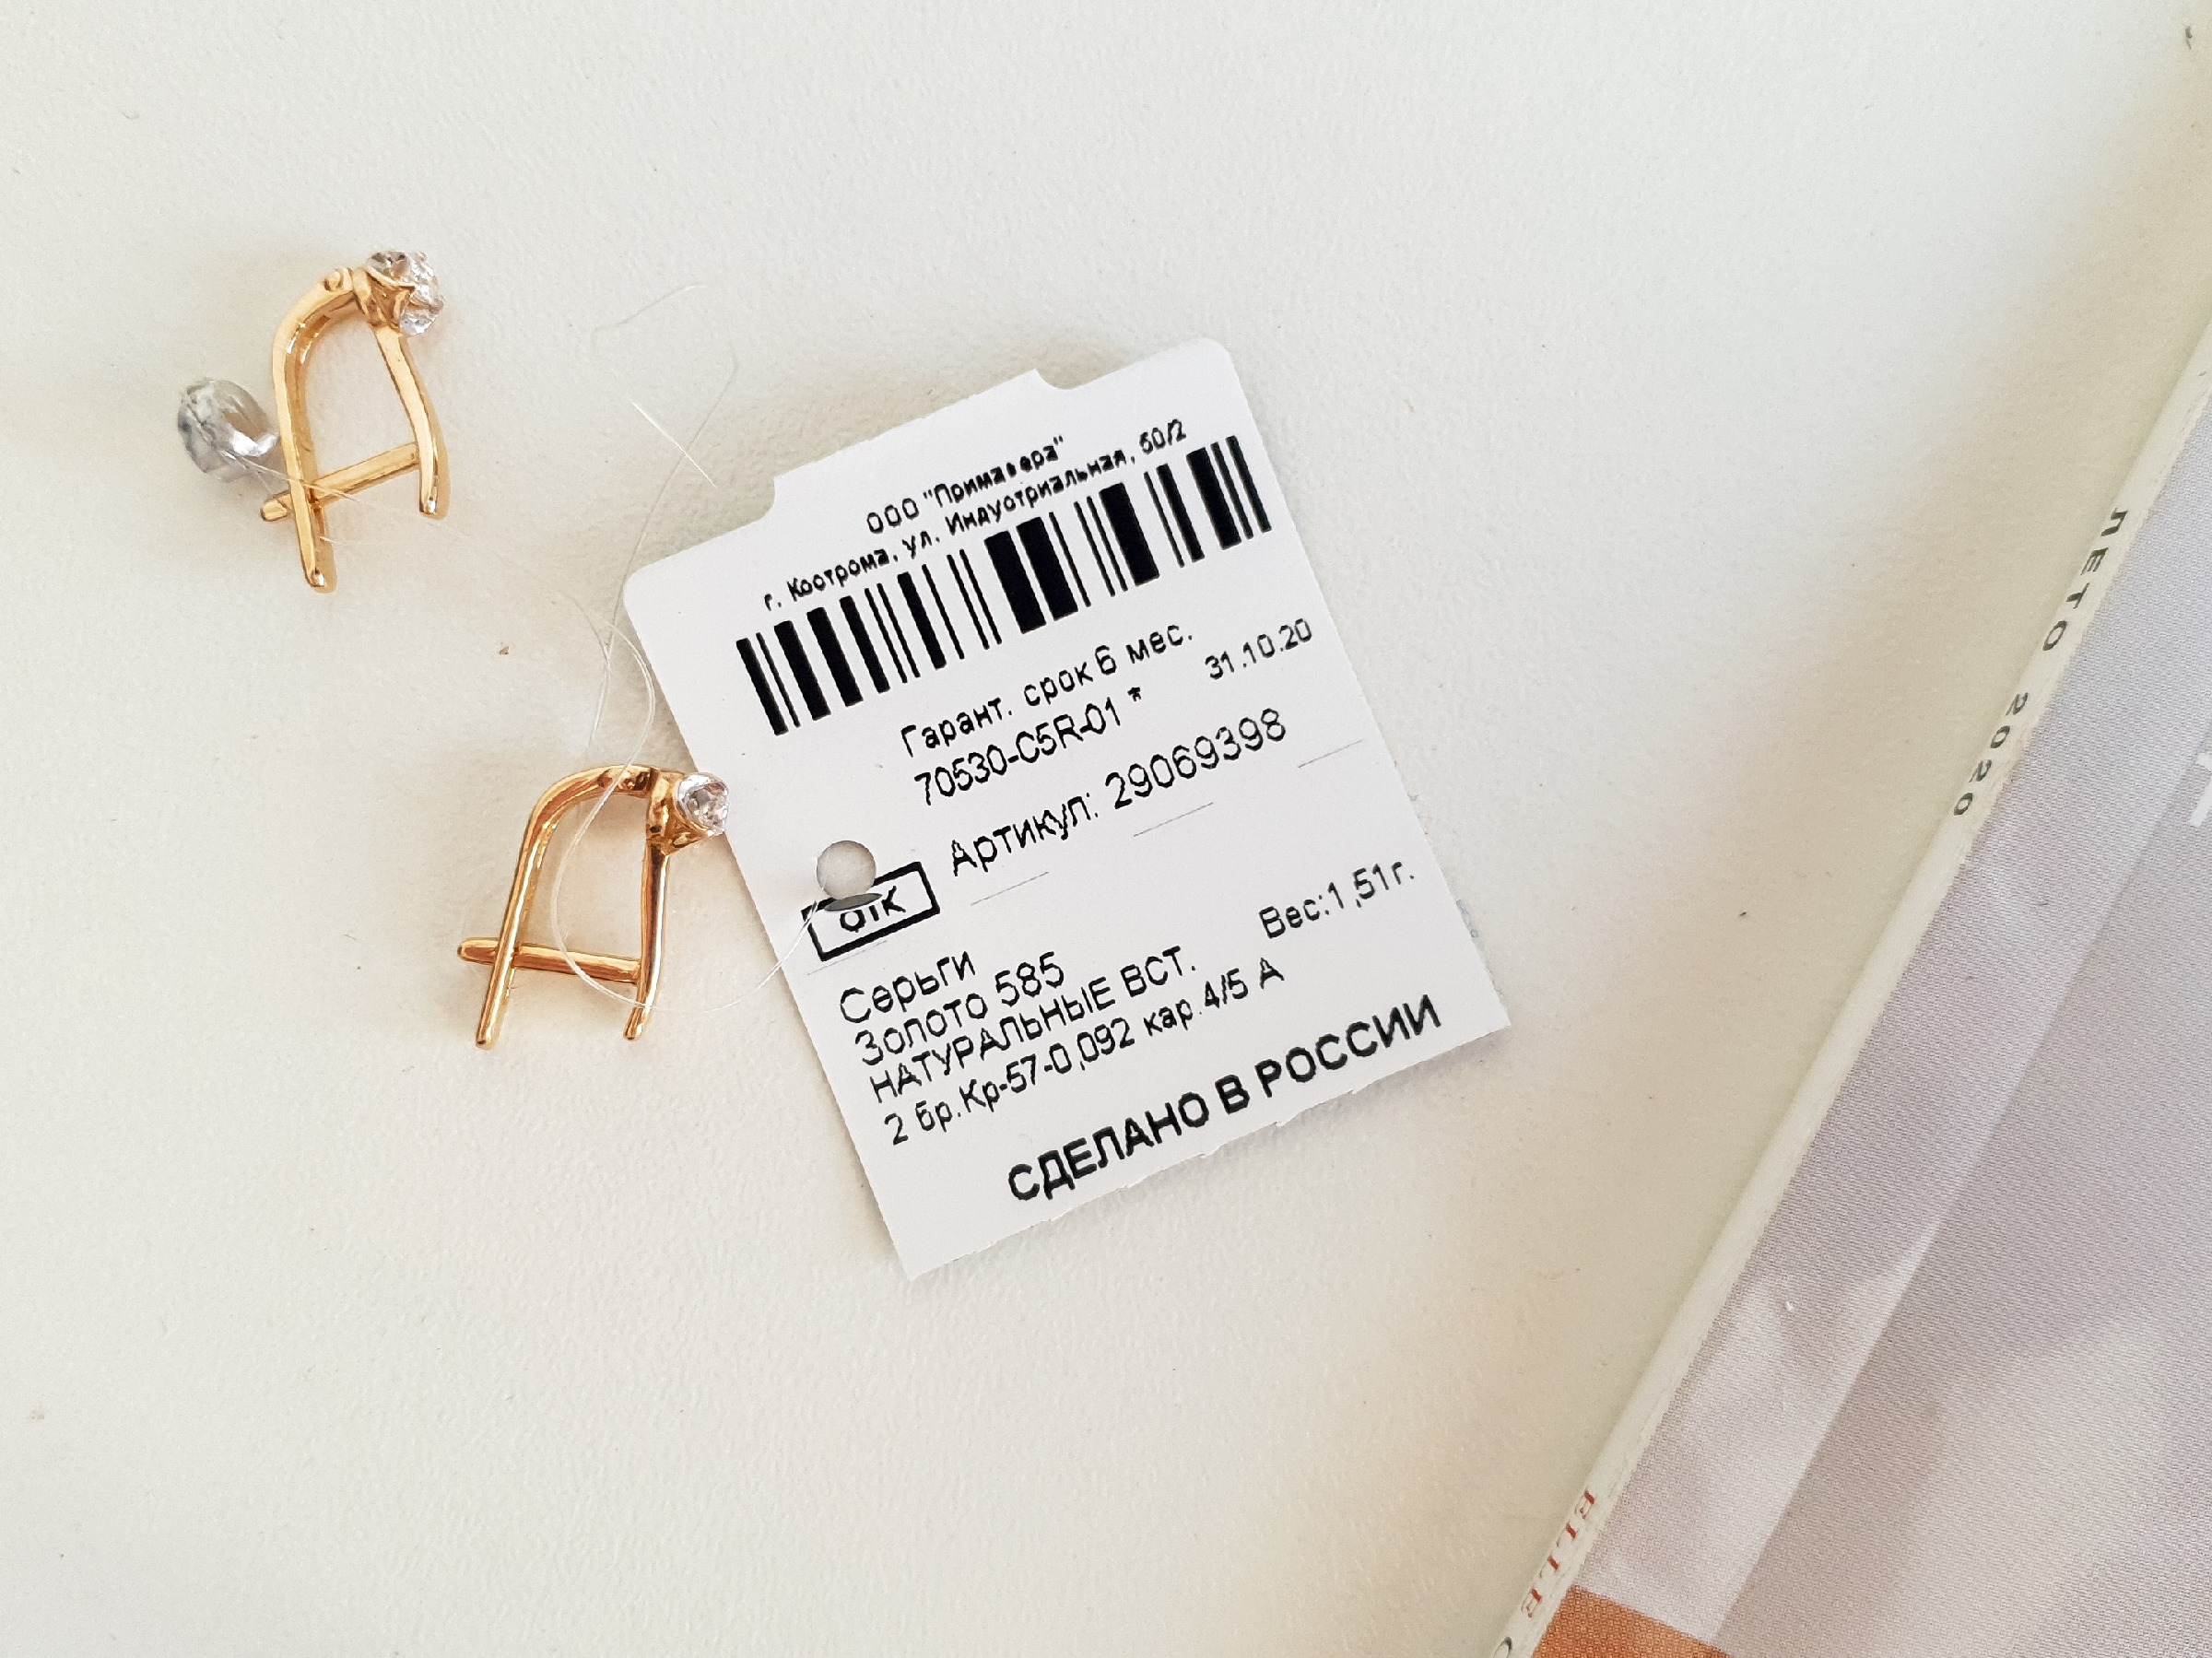 ООО "Примавера"
г. Кострома, ул. Индустриальная, 60/2
Гарант. срок 6 мес.
70530-C5R-01 * 31.10.20
Артикул: 29069398
ОТК
Вес:1,51г.
Серьги
Золото 585
НАТУРАЛЬНЫЕ ВСТ.
2 бр.Кр-57-0,092 кар.4/5 А
СДЕЛАНО В РОССИИ
ЛЕТО 2020
ELLE